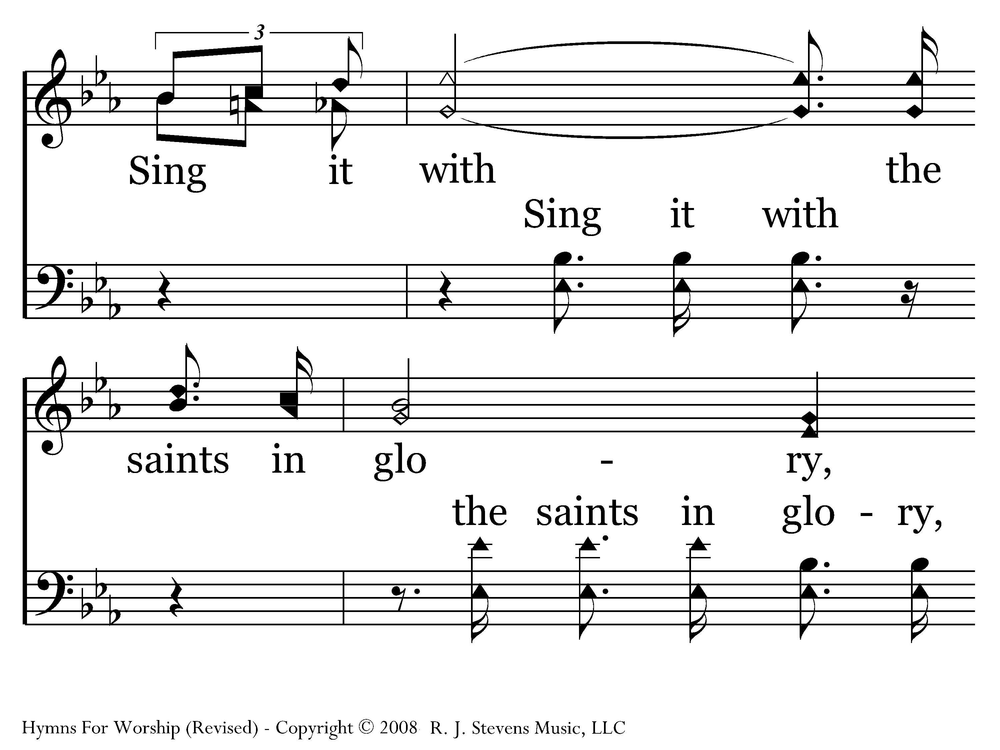 3
Sing it with the
Sing it with
saints in glo - ry,
the saints in glo - ry,
Hymns For Worship (Revised) - Copyright © 2008 R. J. Stevens Music, LLC